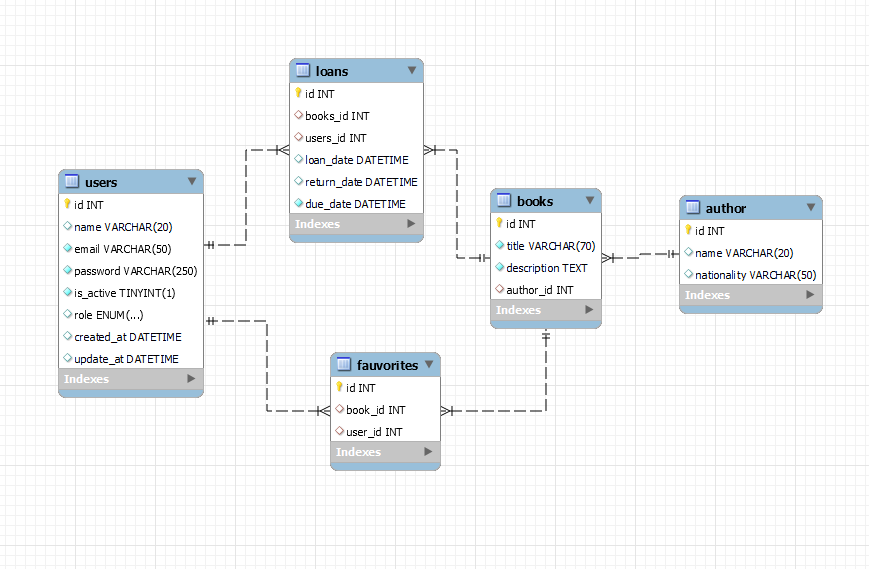 loans
id INT
books_id INT
users_id INT
loan_date DATETIME
return_date DATETIME
due_date DATETIME
Indexes
users
id INT
name VARCHAR(20)
email VARCHAR(50)
password VARCHAR(250)
is_active TINYINT(1)
role ENUM(...)
created_at DATETIME
update_at DATETIME
Indexes
books
id INT
title VARCHAR(70)
description TEXT
author_id INT
Indexes
author
id INT
name VARCHAR(20)
nationality VARCHAR(50)
Indexes
fauvorites
id INT
book_id INT
user_id INT
Indexes